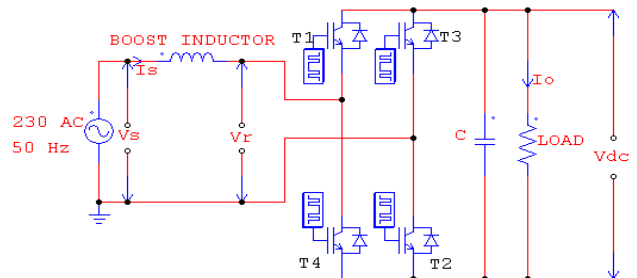 BOOST INDUCTOR
T1
T3
Is
Io
230 AC
50 Hz
Vs
Vr
C
LOAD
Vdc
T4
T2